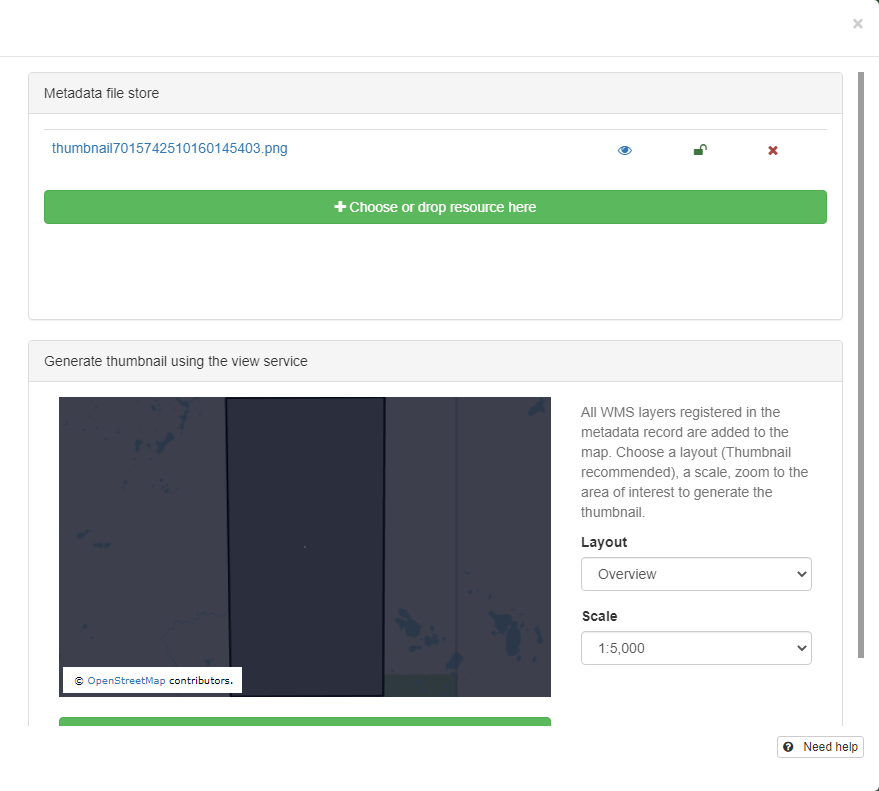 ×
Metadata file store
thumbnail7015742510160145403.png
Choose or drop resource here
Generate thumbnail using the view service
All WMS layers registered in the
metadata record are added to the
map. Choose a layout (Thumbnail
recommended), a scale, zoom to the
area of interest to generate the
thumbnail.
Layout
Overview
Scale
1:5,000
© OpenStreetMap contributors.
Need help